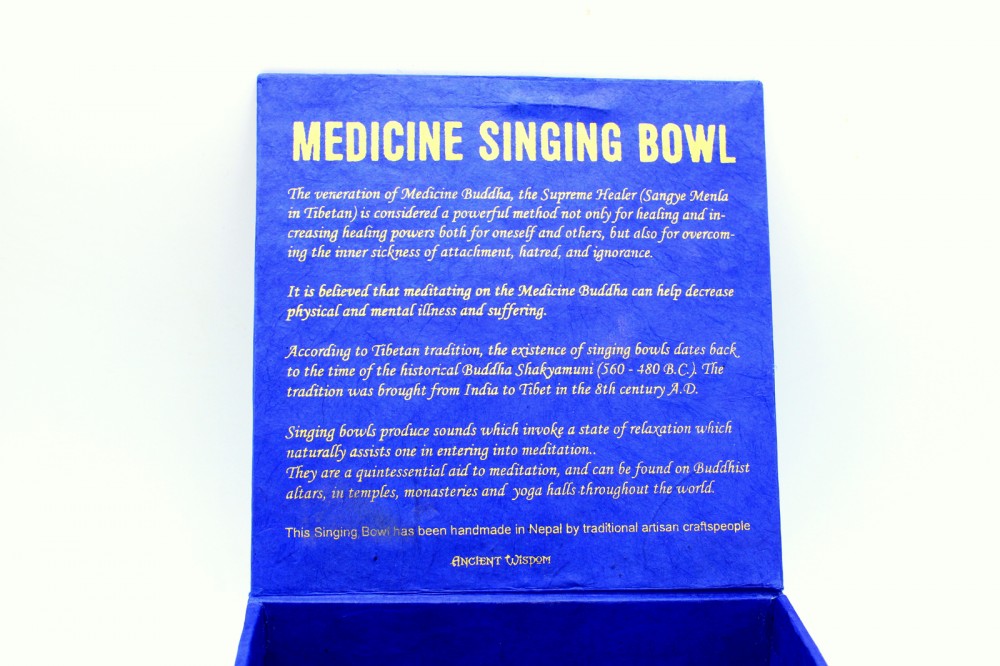 MEDICINE SINGING BOWL
The veneration of Medicine Buddha, the Supreme Healer (Sangye Menla
in Tibetan) is considered a powerful method not only for healing and in-
creasing healing powers both for oneself and others, but also for overcom-
ing the inner sickness of attachment, hatred, and ignorance.
It is believed that meditating on the Medicine Buddha can help decrease
physical and mental illness and suffering.
According to Tibetan tradition, the existence of singing bowls dates back
to the time of the historical Buddha Shakyamuni (560 - 480 B.C.). The
tradition was brought from India to Tibet in the 8th century A.D.
Singing bowls produce sounds which invoke a state of relaxation which
naturally assists one in entering into meditation..
They are a quintessential aid to meditation, and can be found on Buddhist
altars, in temples, monasteries and yoga halls throughout the world.
This Singing Bowl has been handmade in Nepal by traditional artisan craftspeople
ANCIENT WISDOM